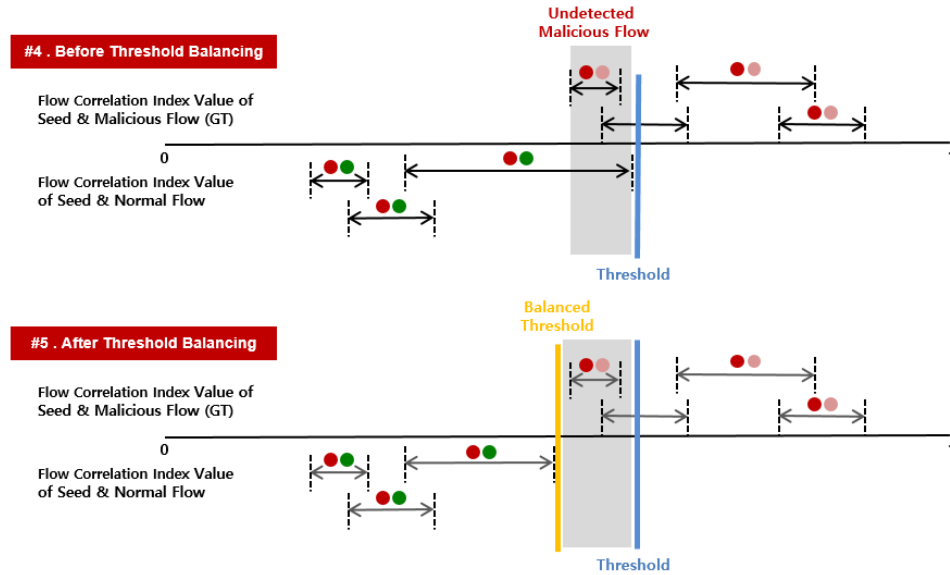 Undetected
Malicious Flow
#4 . Before Threshold Balancing
Flow Correlation Index Value of
Seed & Malicious Flow (GT)
0
Flow Correlation Index Value
of Seed & Normal Flow
Threshold
Balanced
Threshold
#5 . After Threshold Balancing
Flow Correlation Index Value of
Seed & Malicious Flow (GT)
0
Flow Correlation Index Value
of Seed & Normal Flow
Threshold